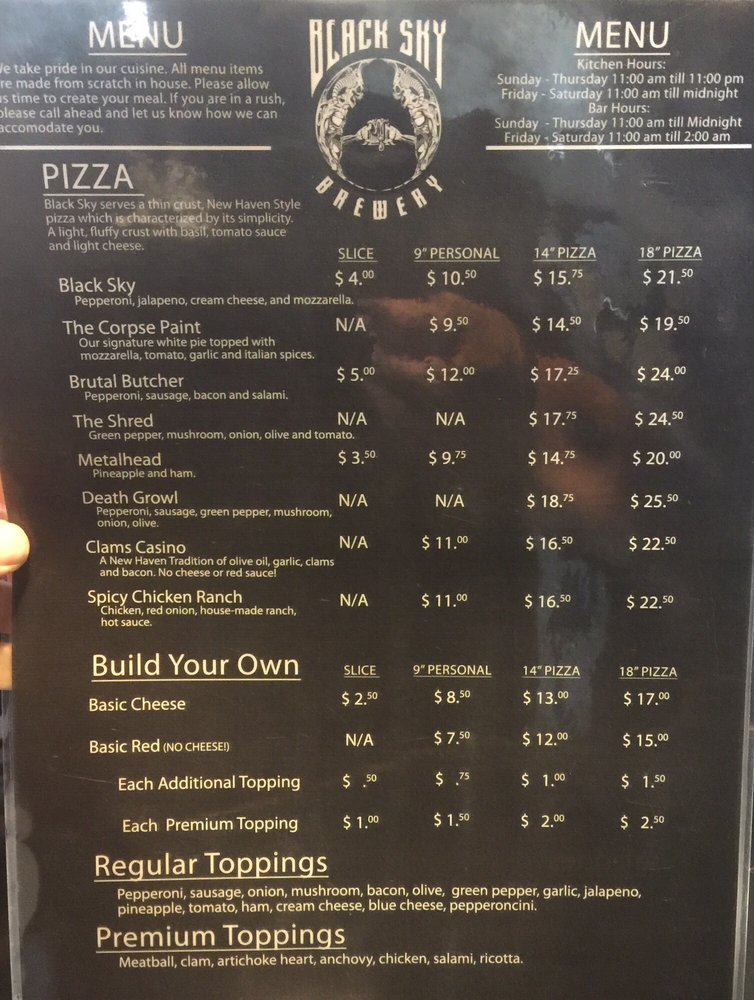 MENU
We take pride in our cuisine. All menu items
are made from scratch in house. Please allow
us time to create your meal. If you are in a rush,
please call ahead and let us know how we can
accomodate you.
BLACK SKY
BREWERY
MENU
Kitchen Hours:
Sunday - Thursday 11:00 am till 11:00 pm
Friday - Saturday 11:00 am till midnight
Bar Hours:
Sunday - Thursday 11:00 am till Midnight
Friday - Saturday 11:00 am till 2:00 am
PIZZA
Black Sky serves a thin crust, New Haven Style
pizza which is characterized by its simplicity.
A light, fluffy crust with basil, tomato sauce
and light cheese.
SLICE 9" PERSONAL 14" PIZZA 18" PIZZA
Black Sky $ 4.00 $ 10.50 $ 15.75 $ 21.50
Pepperoni, jalapeno, cream cheese, and mozzarella.
The Corpse Paint N/A $ 9.50 $ 14.50 $ 19.50
Our signature white pie topped with
mozzarella, tomato, garlic and italian spices.
Brutal Butcher $ 5.00 $ 12.00 $ 17.25 $ 24.00
Pepperoni, sausage, bacon and salami.
The Shred N/A N/A $ 17.75 $ 24.50
Green pepper, mushroom, onion, olive and tomato.
Metalhead $ 3.50 $ 9.75 $ 14.75 $ 20.00
Pineapple and ham.
Death Growl N/A N/A $ 18.75 $ 25.50
Pepperoni, sausage, green pepper, mushroom,
onion, olive.
Clams Casino N/A $ 11.00 $ 16.50 $ 22.50
A New Haven Tradition of olive oil, garlic, clams
and bacon. No cheese or red sauce!
Spicy Chicken Ranch N/A $ 11.00 $ 16.50 $ 22.50
Chicken, red onion, house-made ranch,
hot sauce.
Build Your Own SLICE 9" PERSONAL 14" PIZZA 18" PIZZA
Basic Cheese $ 2.50 $ 8.50 $ 13.00 $ 17.00
Basic Red (NO CHEESE!) N/A $ 7.50 $ 12.00 $ 15.00
Each Additional Topping $ .50 $ .75 $ 1.00 $ 1.50
Each Premium Topping $ 1.00 $ 1.50 $ 2.00 $ 2.50
Regular Toppings
Pepperoni, sausage, onion, mushroom, bacon, olive, green pepper, garlic, jalapeno,
pineapple, tomato, ham, cream cheese, blue cheese, pepperoncini.
Premium Toppings
Meatball, clam, artichoke heart, anchovy, chicken, salami, ricotta.